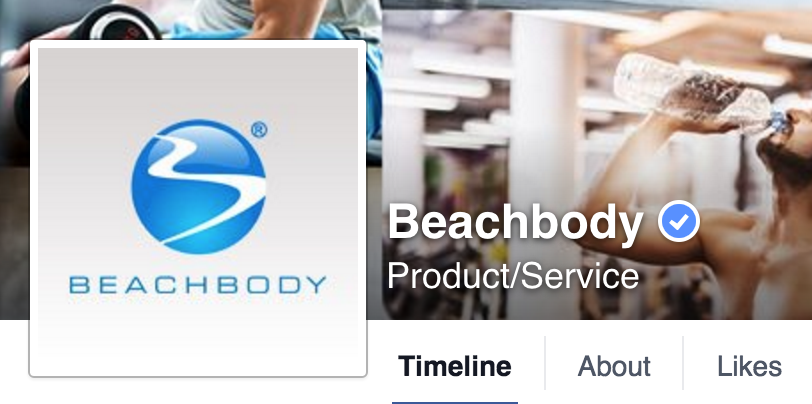 ®
BEACHBODY
Beachbody
Product/Service
Timeline
About
Likes